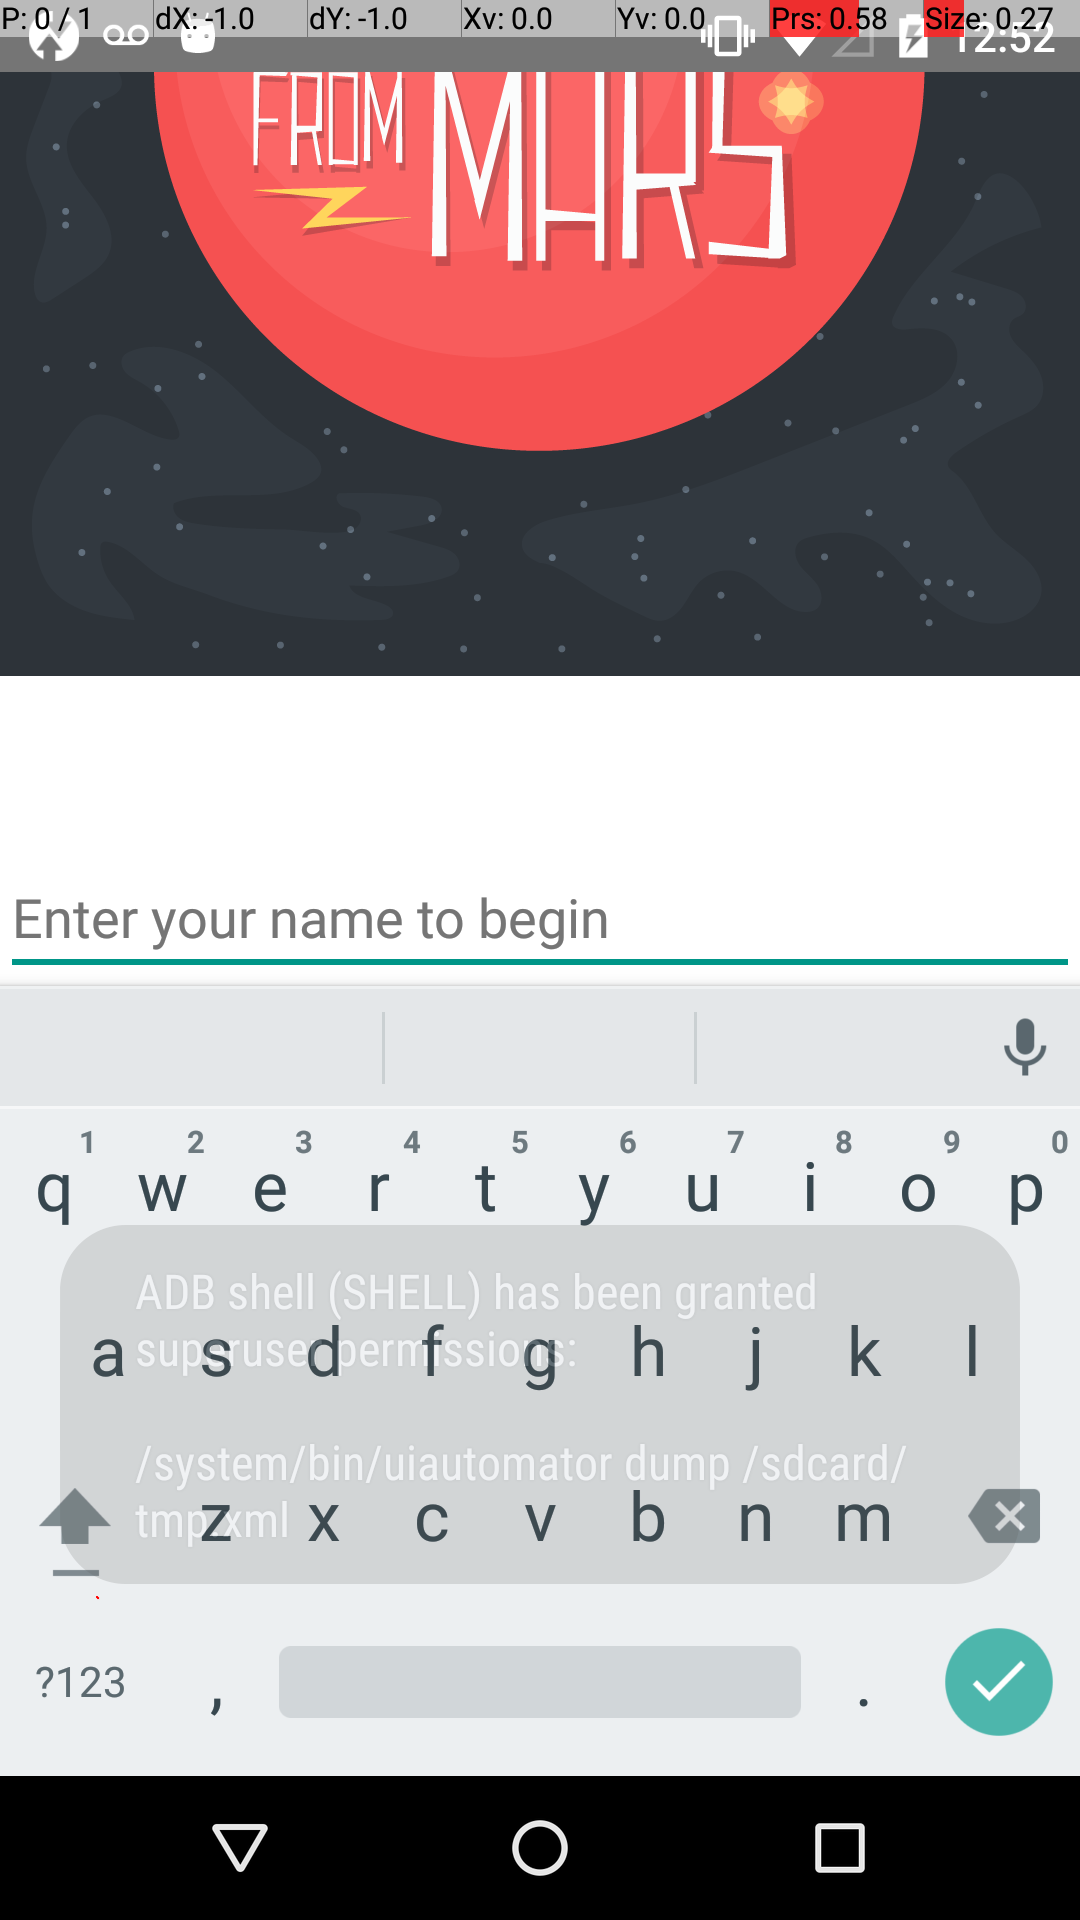 P: 0 / 1 dX: -1.0 dY: -1.0 Xv: 0.0 Yv: 0.0 Prs: 0.58 Size: 0.27
12:52
FROM MARS
Enter your name to begin
1 2 3 4 5 6 7 8 9 0
q w e r t y u i o p
ADB shell (SHELL) has been granted
superuser permissions:
a s d f g h j k l
/system/bin/uiautomator dump /sdcard/
tmp.xml
z x c v b n m
?123 , .